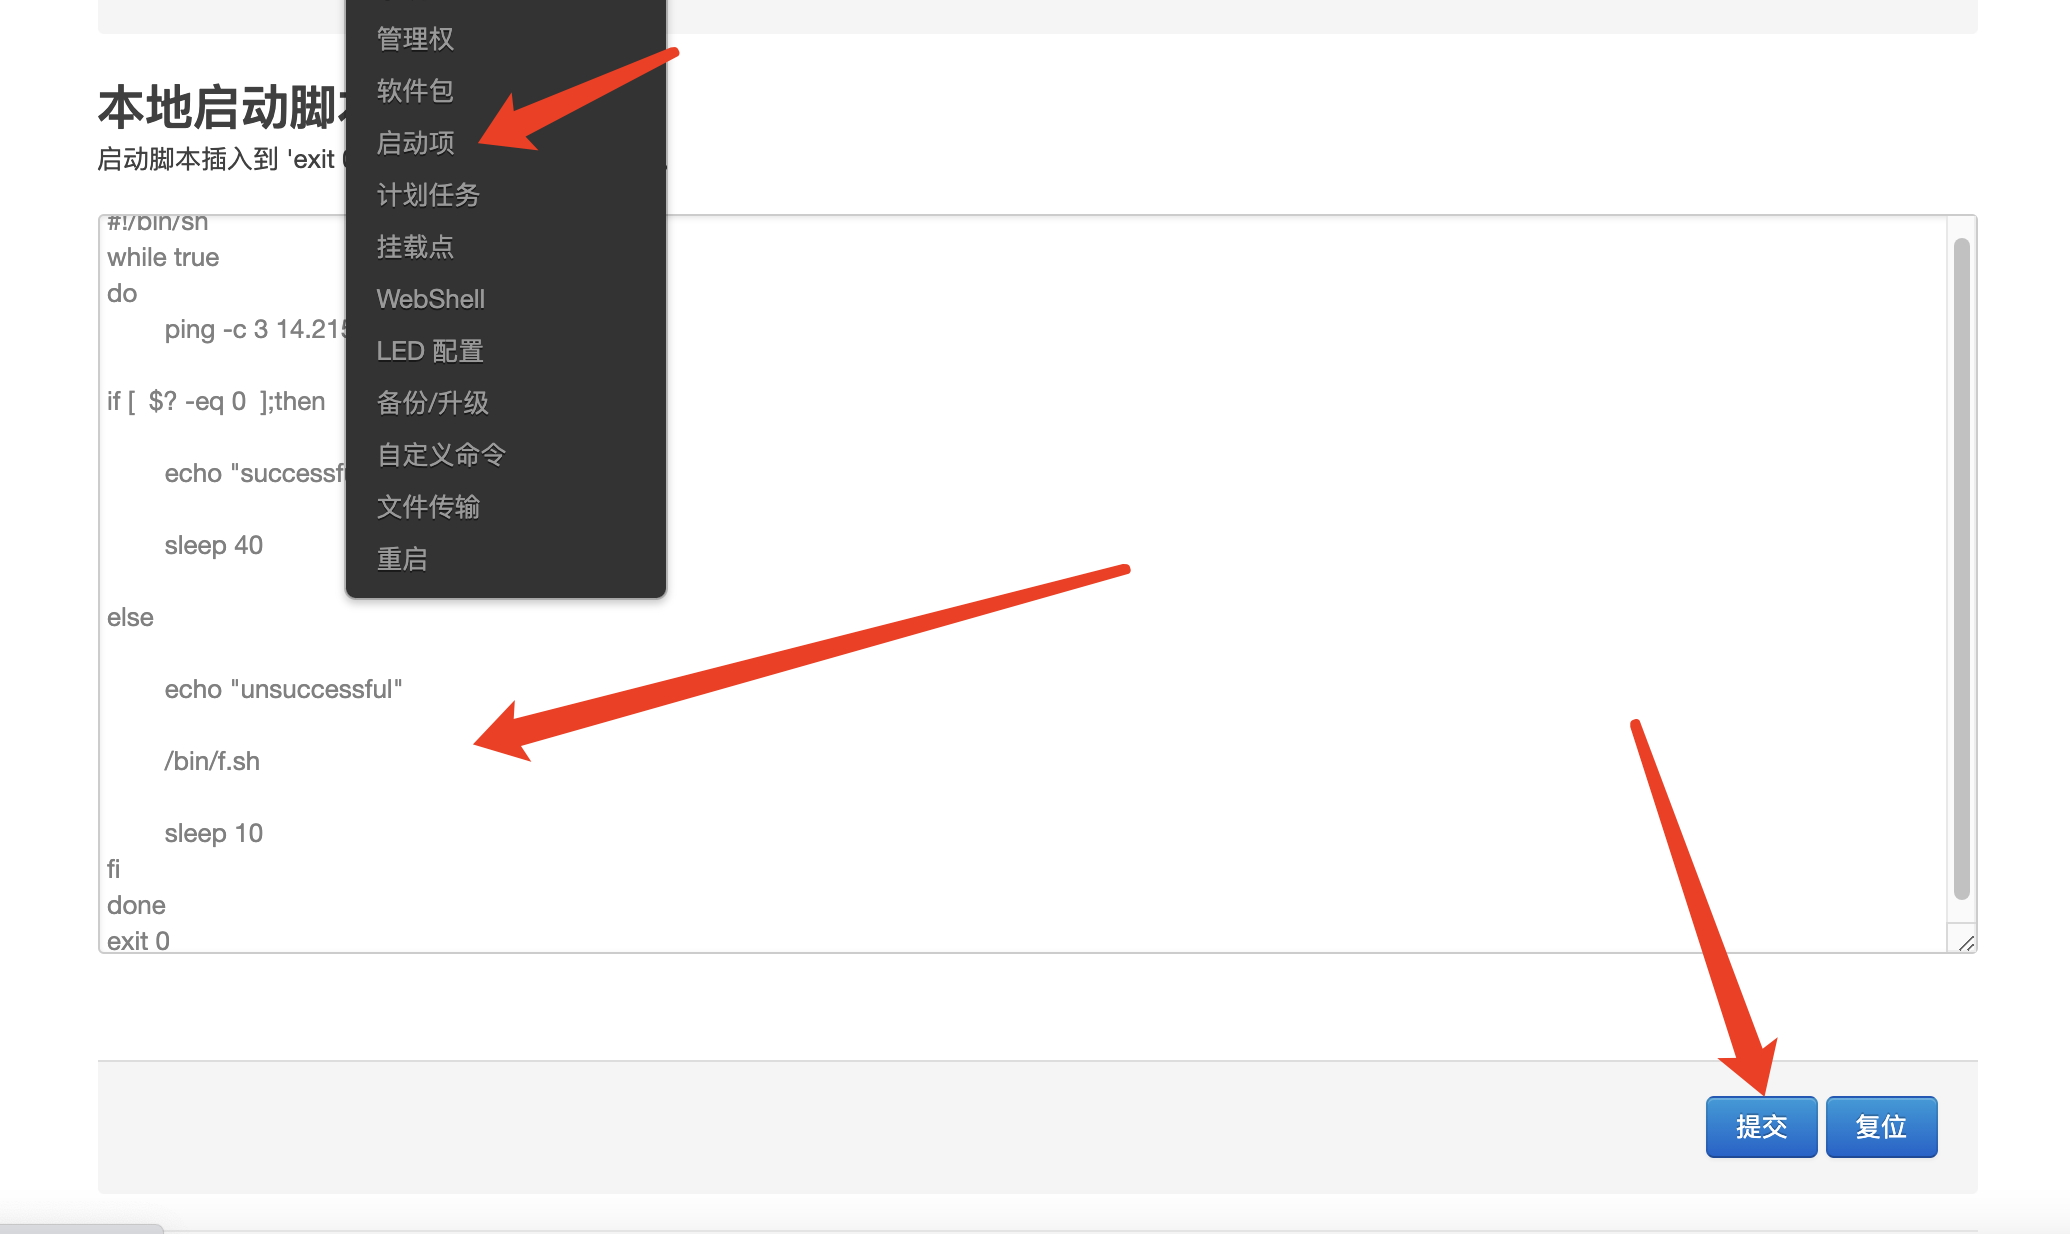 管理权
软件包
启动项
计划任务
挂载点
WebShell
LED 配置
备份/升级
自定义命令
文件传输
重启
本地启动脚
启动脚本插入到 'exit
#!/bin/sh
while true
do
ping -c 3 14.215
if [  $? -eq 0  ];then
echo "successf
sleep 40
else
echo "unsuccessful"
/bin/f.sh
sleep 10
fi
done
exit 0
提交
复位